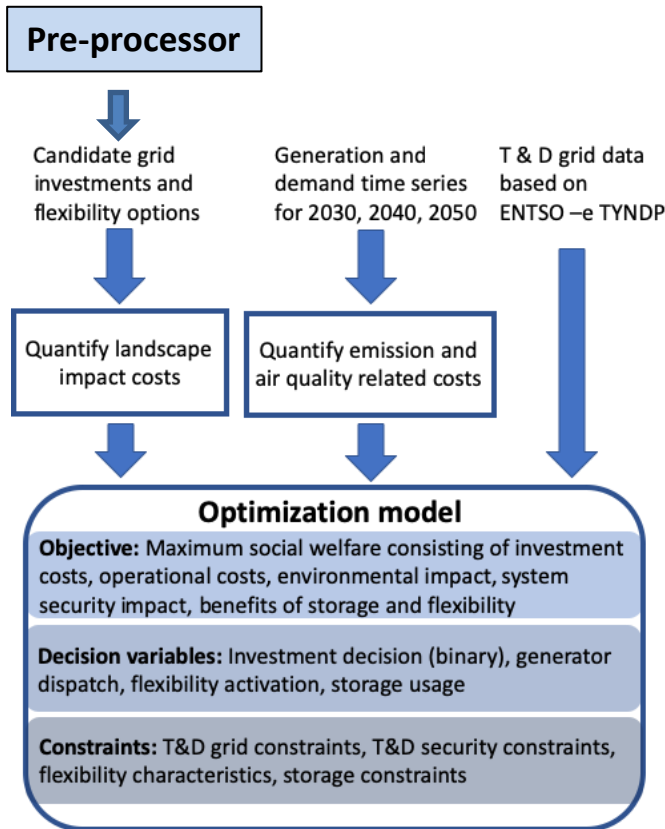 Pre-processor
Candidate grid
investments and
flexibility options
Generation and
demand time series
for 2030, 2040, 2050
T & D grid data
based on
ENTSO –e TYNDP
Quantify landscape
impact costs
Quantify emission and
air quality related costs
Optimization model
Objective: Maximum social welfare consisting of investment
costs, operational costs, environmental impact, system
security impact, benefits of storage and flexibility
Decision variables: Investment decision (binary), generator
dispatch, flexibility activation, storage usage
Constraints: T&D grid constraints, T&D security constraints,
flexibility characteristics, storage constraints